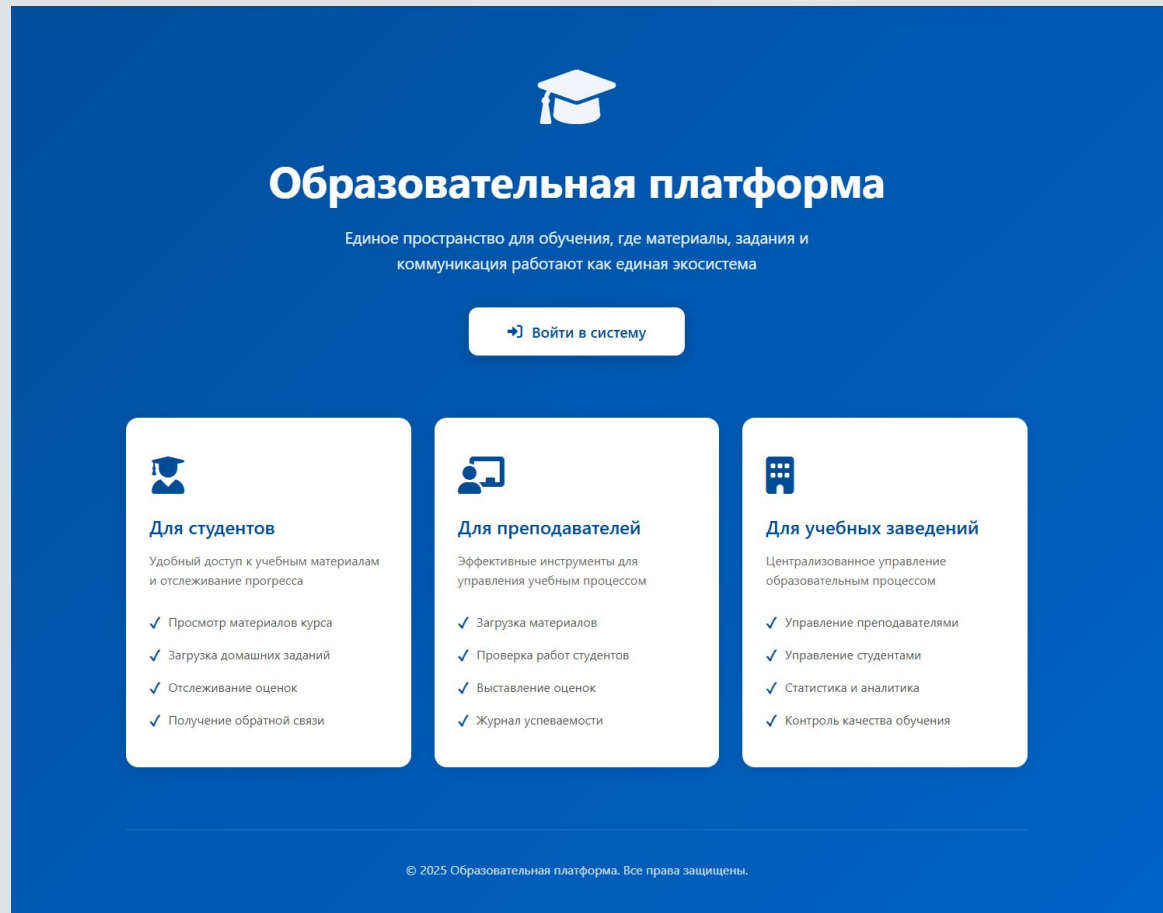 Образовательная платформа
Единое пространство для обучения, где материалы, задания и
коммуникация работают как единая экосистема
Войти в систему
Для студентов
Удобный доступ к учебным материалам
и отслеживание прогресса
Просмотр материалов курса
Загрузка домашних заданий
Отслеживание оценок
Получение обратной связи
Для преподавателей
Эффективные инструменты для
управления учебным процессом
Загрузка материалов
Проверка работ студентов
Выставление оценок
Журнал успеваемости
Для учебных заведений
Централизованное управление
образовательным процессом
Управление преподавателями
Управление студентами
Статистика и аналитика
Контроль качества обучения
© 2025 Образовательная платформа. Все права защищены.